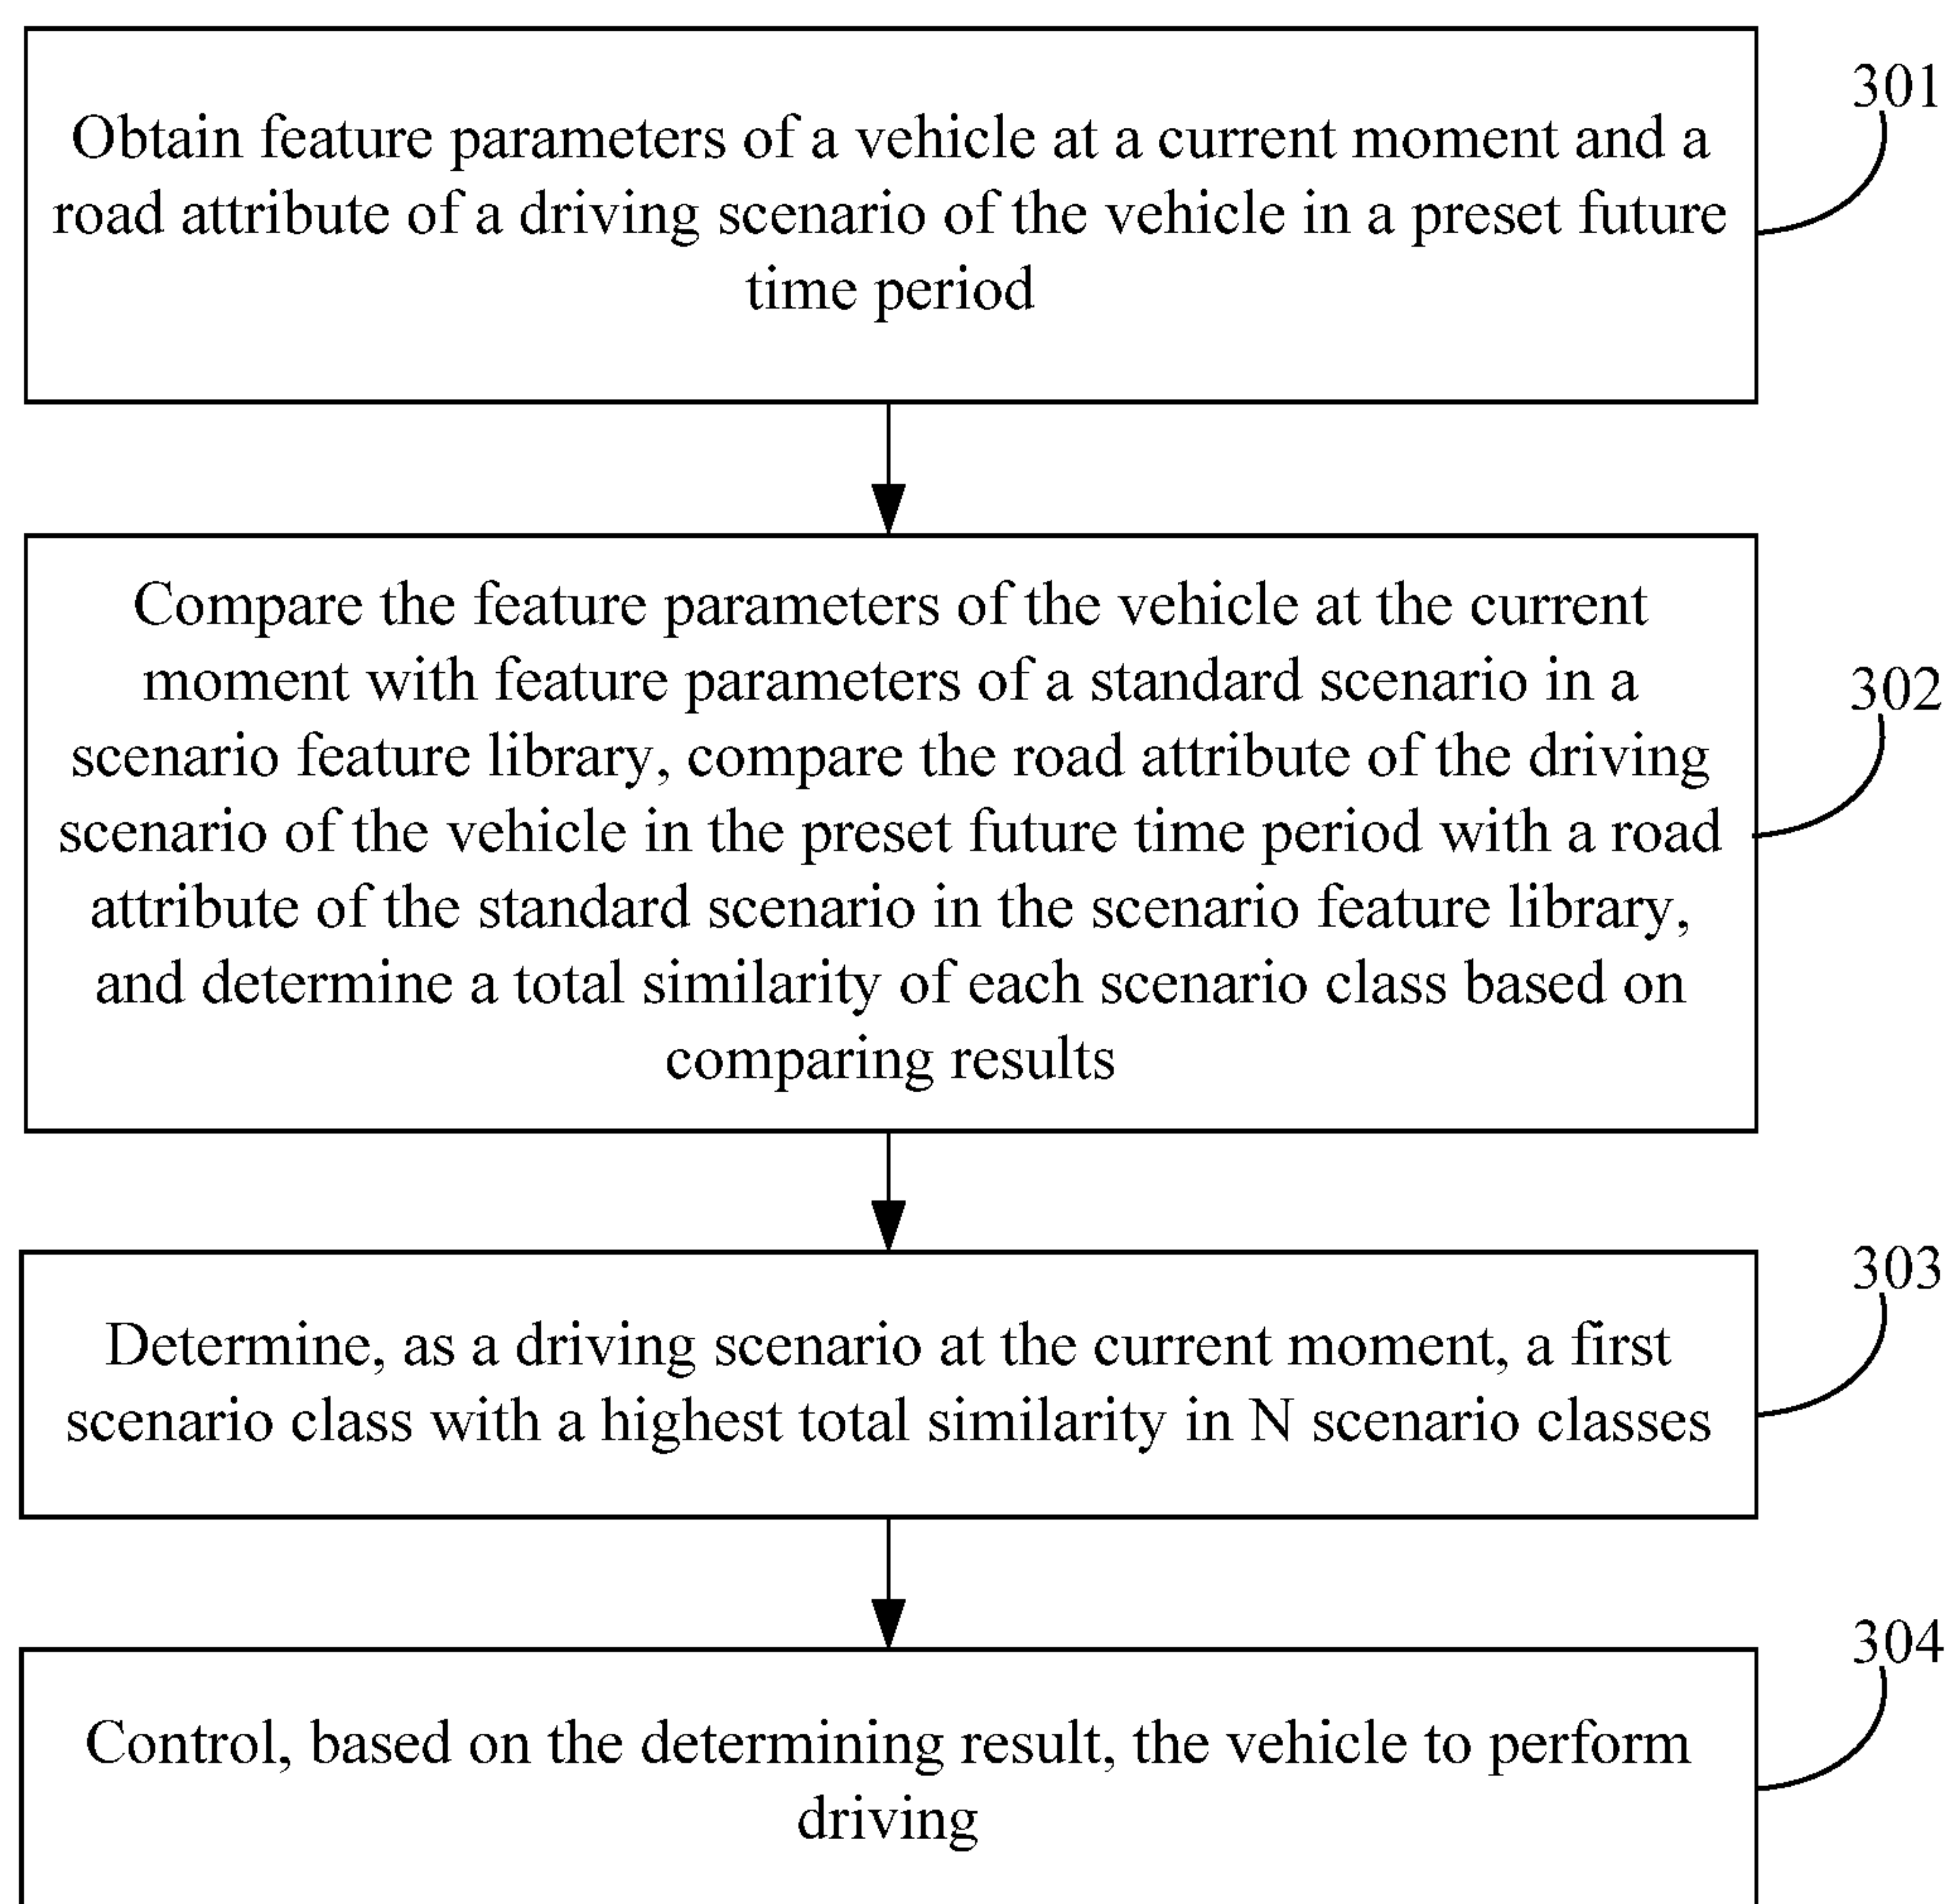 Obtain feature parameters of a vehicle at a current moment and a
road attribute of a driving scenario of the vehicle in a preset future
time period
301
Compare the feature parameters of the vehicle at the current
moment with feature parameters of a standard scenario in a
scenario feature library, compare the road attribute of the driving
scenario of the vehicle in the preset future time period with a road
attribute of the standard scenario in the scenario feature library,
and determine a total similarity of each scenario class based on
comparing results
302
Determine, as a driving scenario at the current moment, a first
scenario class with a highest total similarity in N scenario classes
303
Control, based on the determining result, the vehicle to perform
driving
304